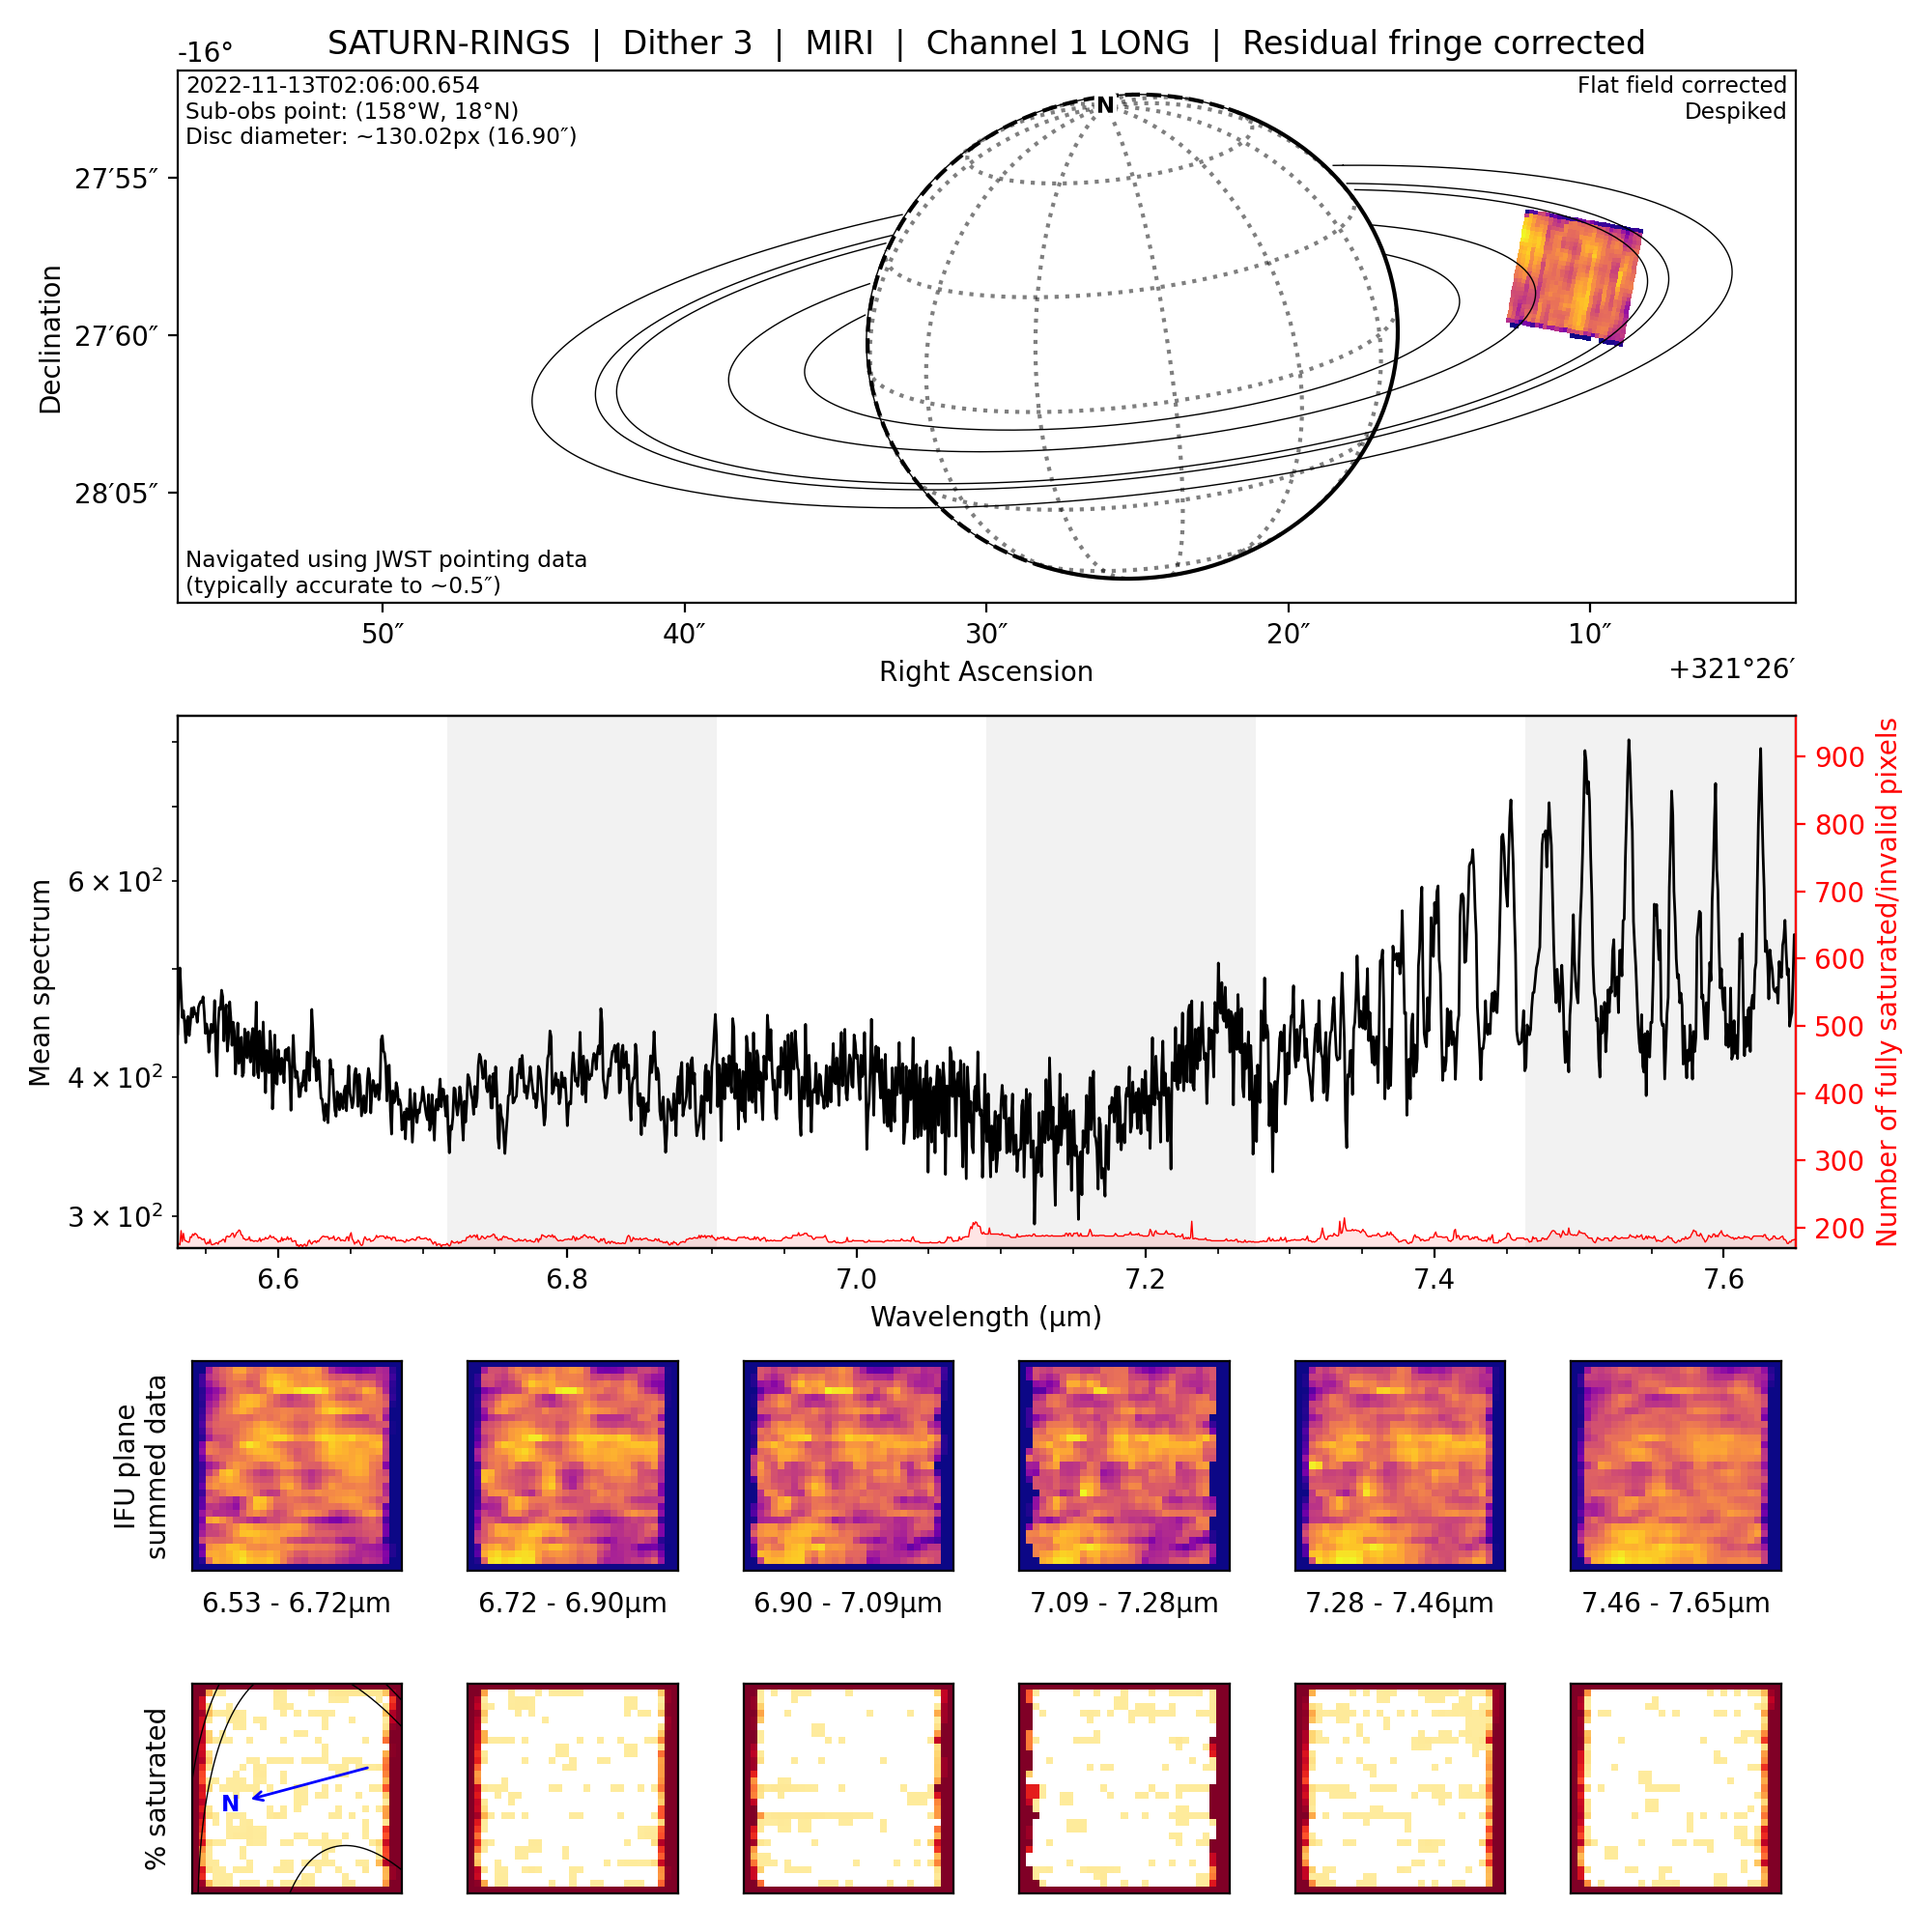 SATURN-RINGS | Dither 3 | MIRI | Channel 1 LONG | Residual fringe corrected
-16°
2022-11-13T02:06:00.654
Sub-obs point: (158°W, 18°N)
Disc diameter: ~130.02px (16.90″)
Flat field corrected
Despiked
N
27′55″
27′60″
28′05″
Declination
Navigated using JWST pointing data
(typically accurate to ~0.5″)
50″ 40″ 30″ 20″ 10″
Right Ascension
+321°26′
Mean spectrum
6 × 10²
4 × 10²
3 × 10²
900
800
700
600
500
400
300
200
Number of fully saturated/invalid pixels
6.6 6.8 7.0 7.2 7.4 7.6
Wavelength (µm)
IFU plane
summed data
6.53 - 6.72µm 6.72 - 6.90µm 6.90 - 7.09µm 7.09 - 7.28µm 7.28 - 7.46µm 7.46 - 7.65µm
% saturated
N